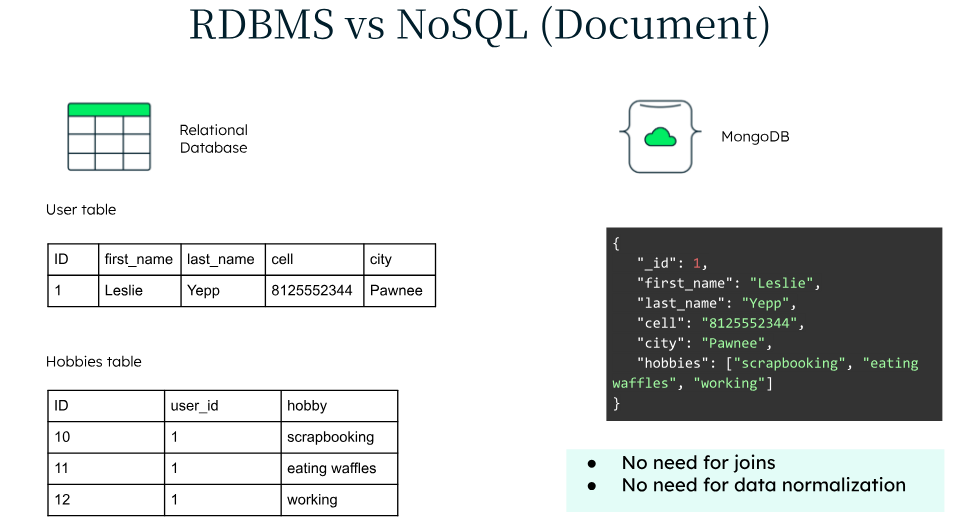 RDBMS vs NoSQL (Document)
Relational
Database
User table
ID first_name last_name cell city
1 Leslie Yepp 8125552344 Pawnee
Hobbies table
ID user_id hobby
10 1 scrapbooking
11 1 eating waffles
12 1 working
MongoDB
{
"_id": 1,
"first_name": "Leslie",
"last_name": "Yepp",
"cell": "8125552344",
"city": "Pawnee",
"hobbies": ["scrapbooking", "eating
waffles", "working"]
}
● No need for joins
● No need for data normalization